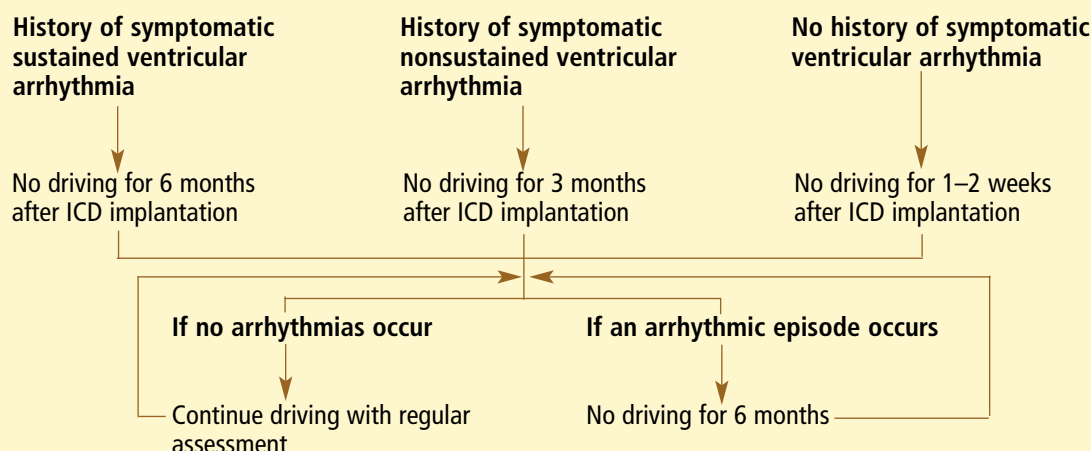 History of symptomatic
sustained ventricular
arrhythmia
History of symptomatic
nonsustained ventricular
arrhythmia
No history of symptomatic
ventricular arrhythmia
No driving for 6 months
after ICD implantation
No driving for 3 months
after ICD implantation
No driving for 1–2 weeks
after ICD implantation
If no arrhythmias occur
If an arrhythmic episode occurs
Continue driving with regular
assessment
No driving for 6 months